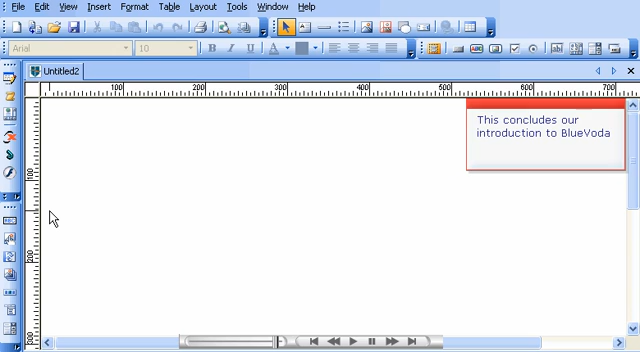 File Edit View Insert Format Table Layout Tools Window Help
Arial 10
Untitled2
100 200 300 400 500 600 700
This concludes our
introduction to BlueVoda
100
200
300